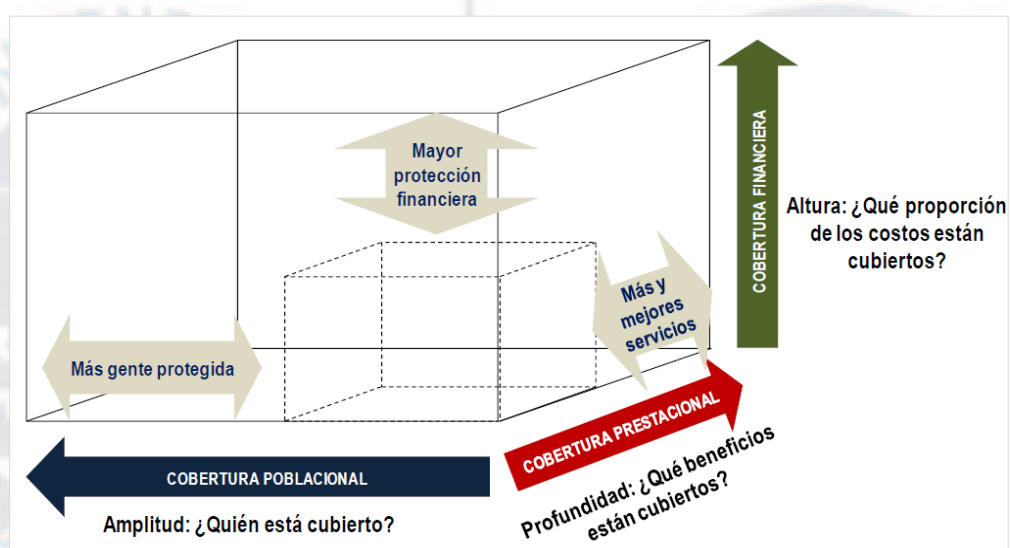 Mayor
protección
financiera
COBERTURA FINANCIERA
Altura: ¿Qué proporción
de los costos están
cubiertos?
Más y
mejores
servicios
Más gente protegida
COBERTURA PRESTACIONAL
COBERTURA POBLACIONAL
Profundidad: ¿Qué beneficios
están cubiertos?
Amplitud: ¿Quién está cubierto?